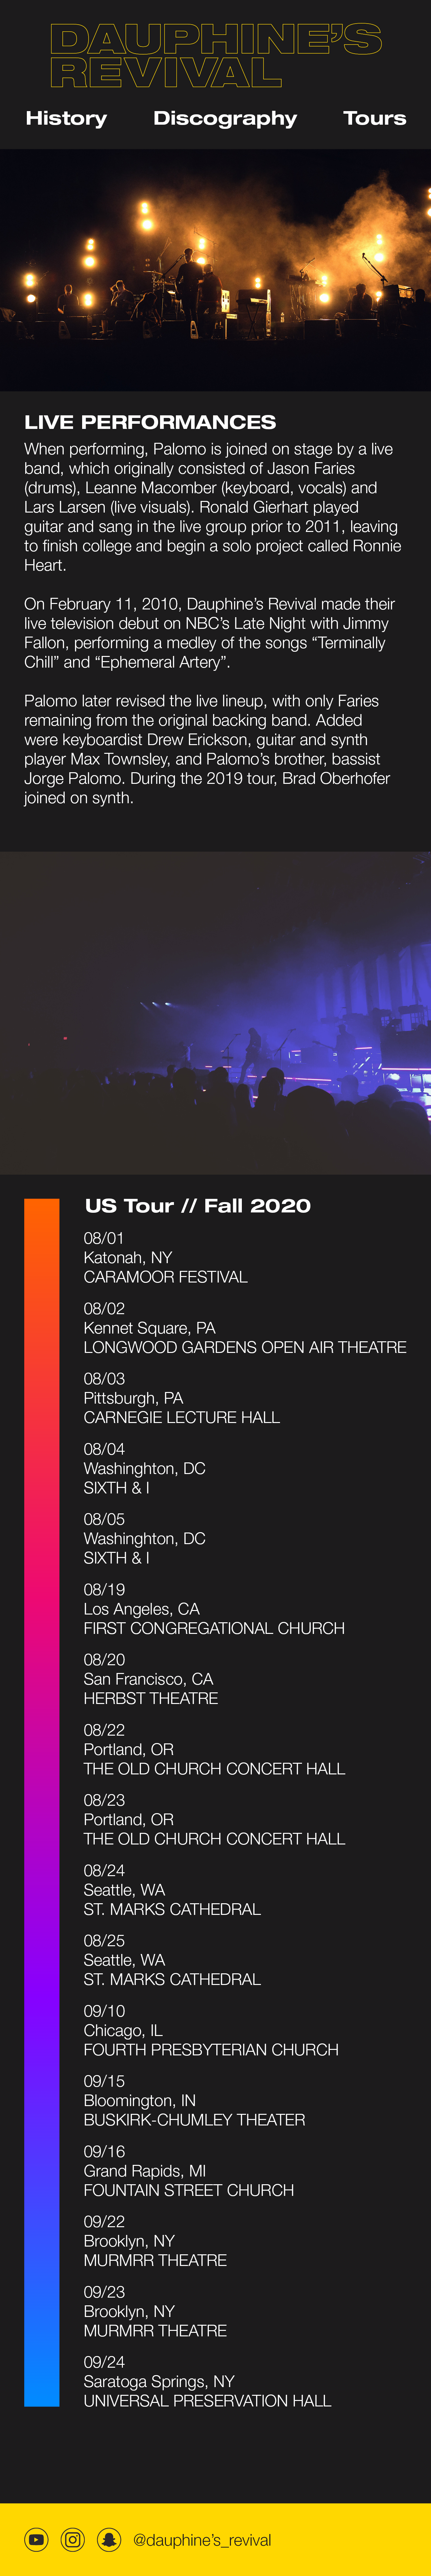 DAUPHINE'S
REVIVAL
History Discography Tours
LIVE PERFORMANCES
When performing, Palomo is joined on stage by a live
band, which originally consisted of Jason Faries
(drums), Leanne Macomber (keyboard, vocals) and
Lars Larsen (live visuals). Ronald Gierhart played
guitar and sang in the live group prior to 2011, leaving
to finish college and begin a solo project called Ronnie
Heart.
On February 11, 2010, Dauphine's Revival made their
live television debut on NBC's Late Night with Jimmy
Fallon, performing a medley of the songs “Terminally
Chill” and “Ephemeral Artery”.
Palomo later revised the live lineup, with only Faries
remaining from the original backing band. Added
were keyboardist Drew Erickson, guitar and synth
player Max Townsley, and Palomo's brother, bassist
Jorge Palomo. During the 2019 tour, Brad Oberhofer
joined on synth.
US Tour // Fall 2020
08/01
Katonah, NY
CARAMOOR FESTIVAL
08/02
Kennet Square, PA
LONGWOOD GARDENS OPEN AIR THEATRE
08/03
Pittsburgh, PA
CARNEGIE LECTURE HALL
08/04
Washinghton, DC
SIXTH & I
08/05
Washinghton, DC
SIXTH & I
08/19
Los Angeles, CA
FIRST CONGREGATIONAL CHURCH
08/20
San Francisco, CA
HERBST THEATRE
08/22
Portland, OR
THE OLD CHURCH CONCERT HALL
08/23
Portland, OR
THE OLD CHURCH CONCERT HALL
08/24
Seattle, WA
ST. MARKS CATHEDRAL
08/25
Seattle, WA
ST. MARKS CATHEDRAL
09/10
Chicago, IL
FOURTH PRESBYTERIAN CHURCH
09/15
Bloomington, IN
BUSKIRK-CHUMLEY THEATER
09/16
Grand Rapids, MI
FOUNTAIN STREET CHURCH
09/22
Brooklyn, NY
MURMRR THEATRE
09/23
Brooklyn, NY
MURMRR THEATRE
09/24
Saratoga Springs, NY
UNIVERSAL PRESERVATION HALL
@dauphine's_revival